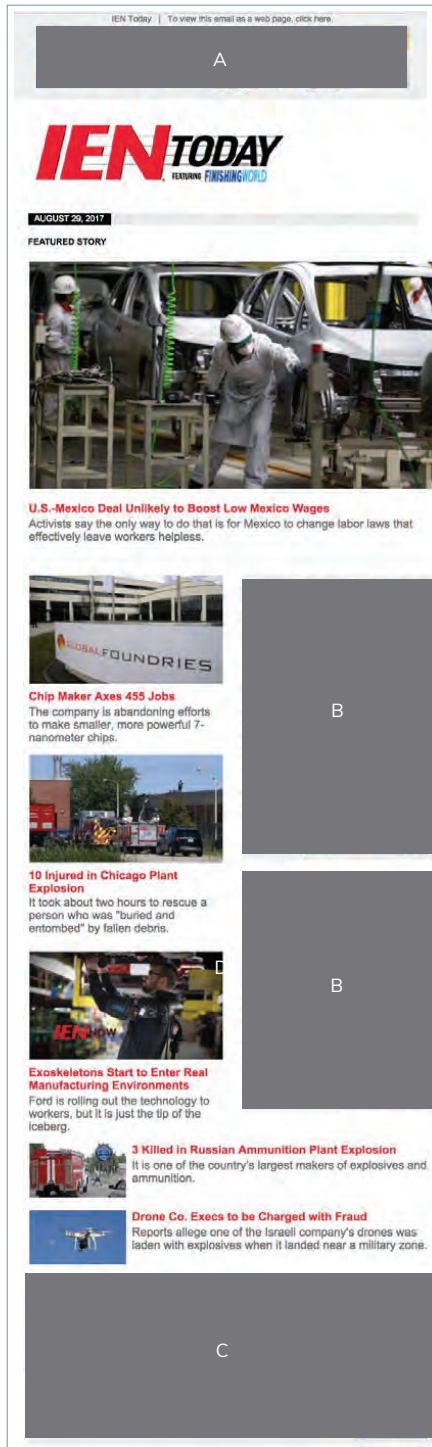 IEN Today | To view this email as a web page, click here.
A
IEN TODAY
FEATURING FINISHINGWORLD
AUGUST 29, 2017
FEATURED STORY
U.S.-Mexico Deal Unlikely to Boost Low Mexico Wages
Activists say the only way to do that is for Mexico to change labor laws that
effectively leave workers helpless.
GLOBALFOUNDRIES
Chip Maker Axes 455 Jobs
The company is abandoning efforts
to make smaller, more powerful 7-
nanometer chips.
B
10 Injured in Chicago Plant
Explosion
It took about two hours to rescue a
person who was "buried and
entombed" by fallen debris.
D
B
IEN NOW
Exoskeletons Start to Enter Real
Manufacturing Environments
Ford is rolling out the technology to
workers, but it is just the tip of the
iceberg.
3 Killed in Russian Ammunition Plant Explosion
It is one of the country's largest makers of explosives and
ammunition.
Drone Co. Execs to be Charged with Fraud
Reports allege one of the Israeli company's drones was
laden with explosives when it landed near a military zone.
C